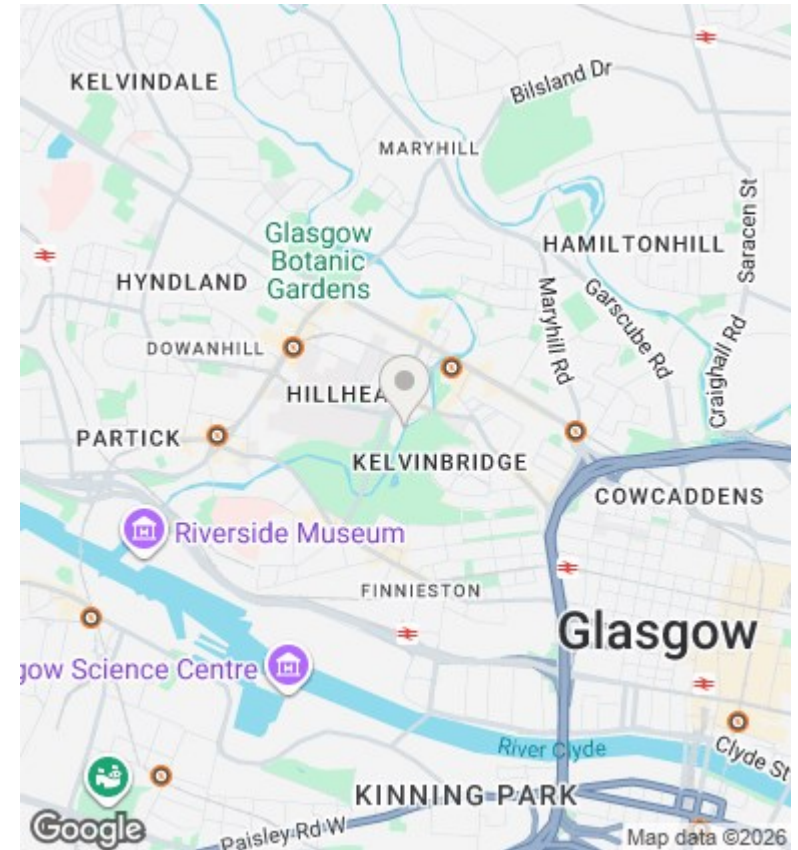 KELVINDALE
Bilsland Dr
MARYHILL
Saracen St
Glasgow
Botanic
Gardens
HAMILTONHILL
HYNDLAND
Maryhill Rd
Garscube Rd
DOWANHILL
Craighall Rd
HILLHEA
PARTICK
KELVINBRIDGE
COWCADDENS
Riverside Museum
FINNIESTON
Glasgow
gow Science Centre
River Clyde
Clyde St
KINNING PARK
Google
Paisley Rd W
Map data ©2026